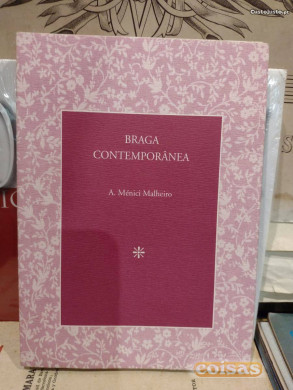 BRAGA
CONTEMPORÂNEA
A. Ménici Malheiro
coisas